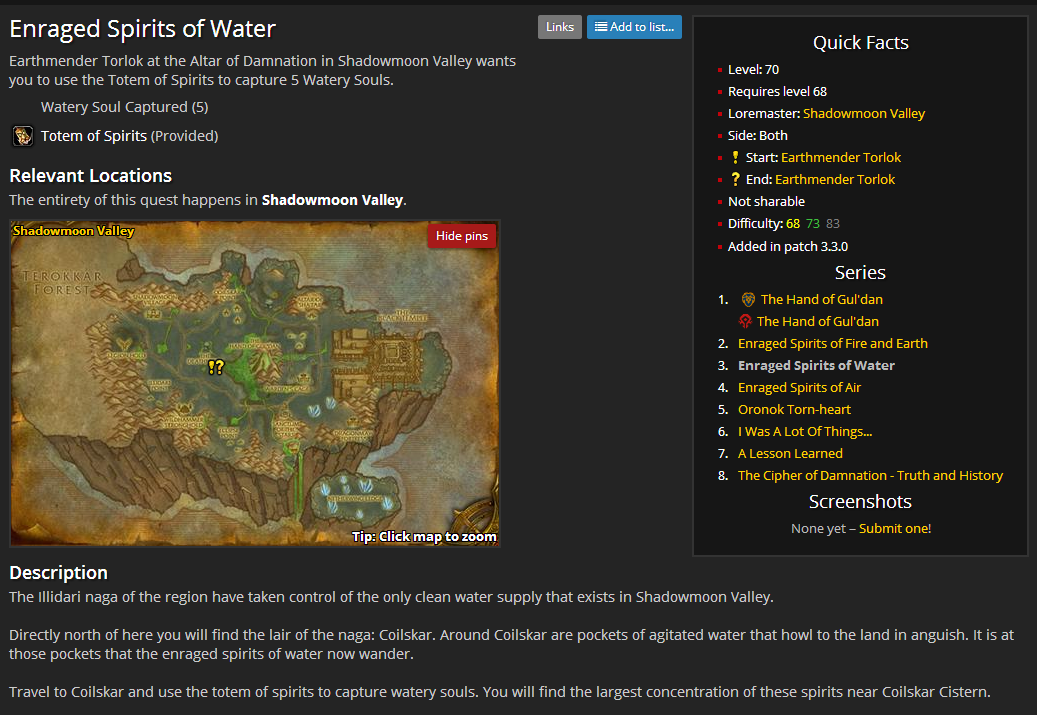 Enraged Spirits of Water
Links
Add to list...
Earthmender Torlok at the Altar of Damnation in Shadowmoon Valley wants
you to use the Totem of Spirits to capture 5 Watery Souls.
Watery Soul Captured (5)
Totem of Spirits (Provided)
Relevant Locations
The entirety of this quest happens in Shadowmoon Valley.
Shadowmoon Valley
Hide pins
TEROKKAR
FOREST
!?
Tip: Click map to zoom
Quick Facts
Level: 70
Requires level 68
Loremaster: Shadowmoon Valley
Side: Both
! Start: Earthmender Torlok
? End: Earthmender Torlok
Not sharable
Difficulty: 68 73 83
Added in patch 3.3.0
Series
1. The Hand of Gul'dan
The Hand of Gul'dan
2. Enraged Spirits of Fire and Earth
3. Enraged Spirits of Water
4. Enraged Spirits of Air
5. Oronok Torn-heart
6. I Was A Lot Of Things...
7. A Lesson Learned
8. The Cipher of Damnation - Truth and History
Screenshots
None yet – Submit one!
Description
The Illidari naga of the region have taken control of the only clean water supply that exists in Shadowmoon Valley.
Directly north of here you will find the lair of the naga: Coilskar. Around Coilskar are pockets of agitated water that howl to the land in anguish. It is at
those pockets that the enraged spirits of water now wander.
Travel to Coilskar and use the totem of spirits to capture watery souls. You will find the largest concentration of these spirits near Coilskar Cistern.